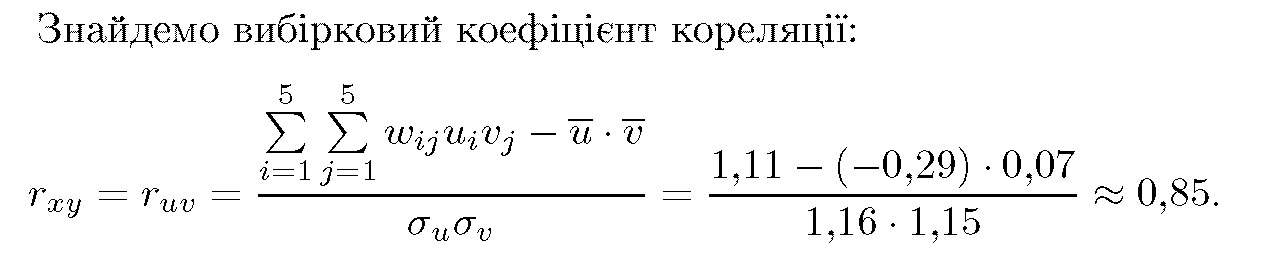 Знайдемо вибірковий коефіцієнт кореляції:
r_{xy} = r_{uv} = \frac{\sum_{i=1}^{5} \sum_{j=1}^{5} w_{ij} u_i v_j - \overline{u} \cdot \overline{v}}{\sigma_u \sigma_v} = \frac{1,11 - (-0,29) \cdot 0,07}{1,16 \cdot 1,15} \approx 0,85.